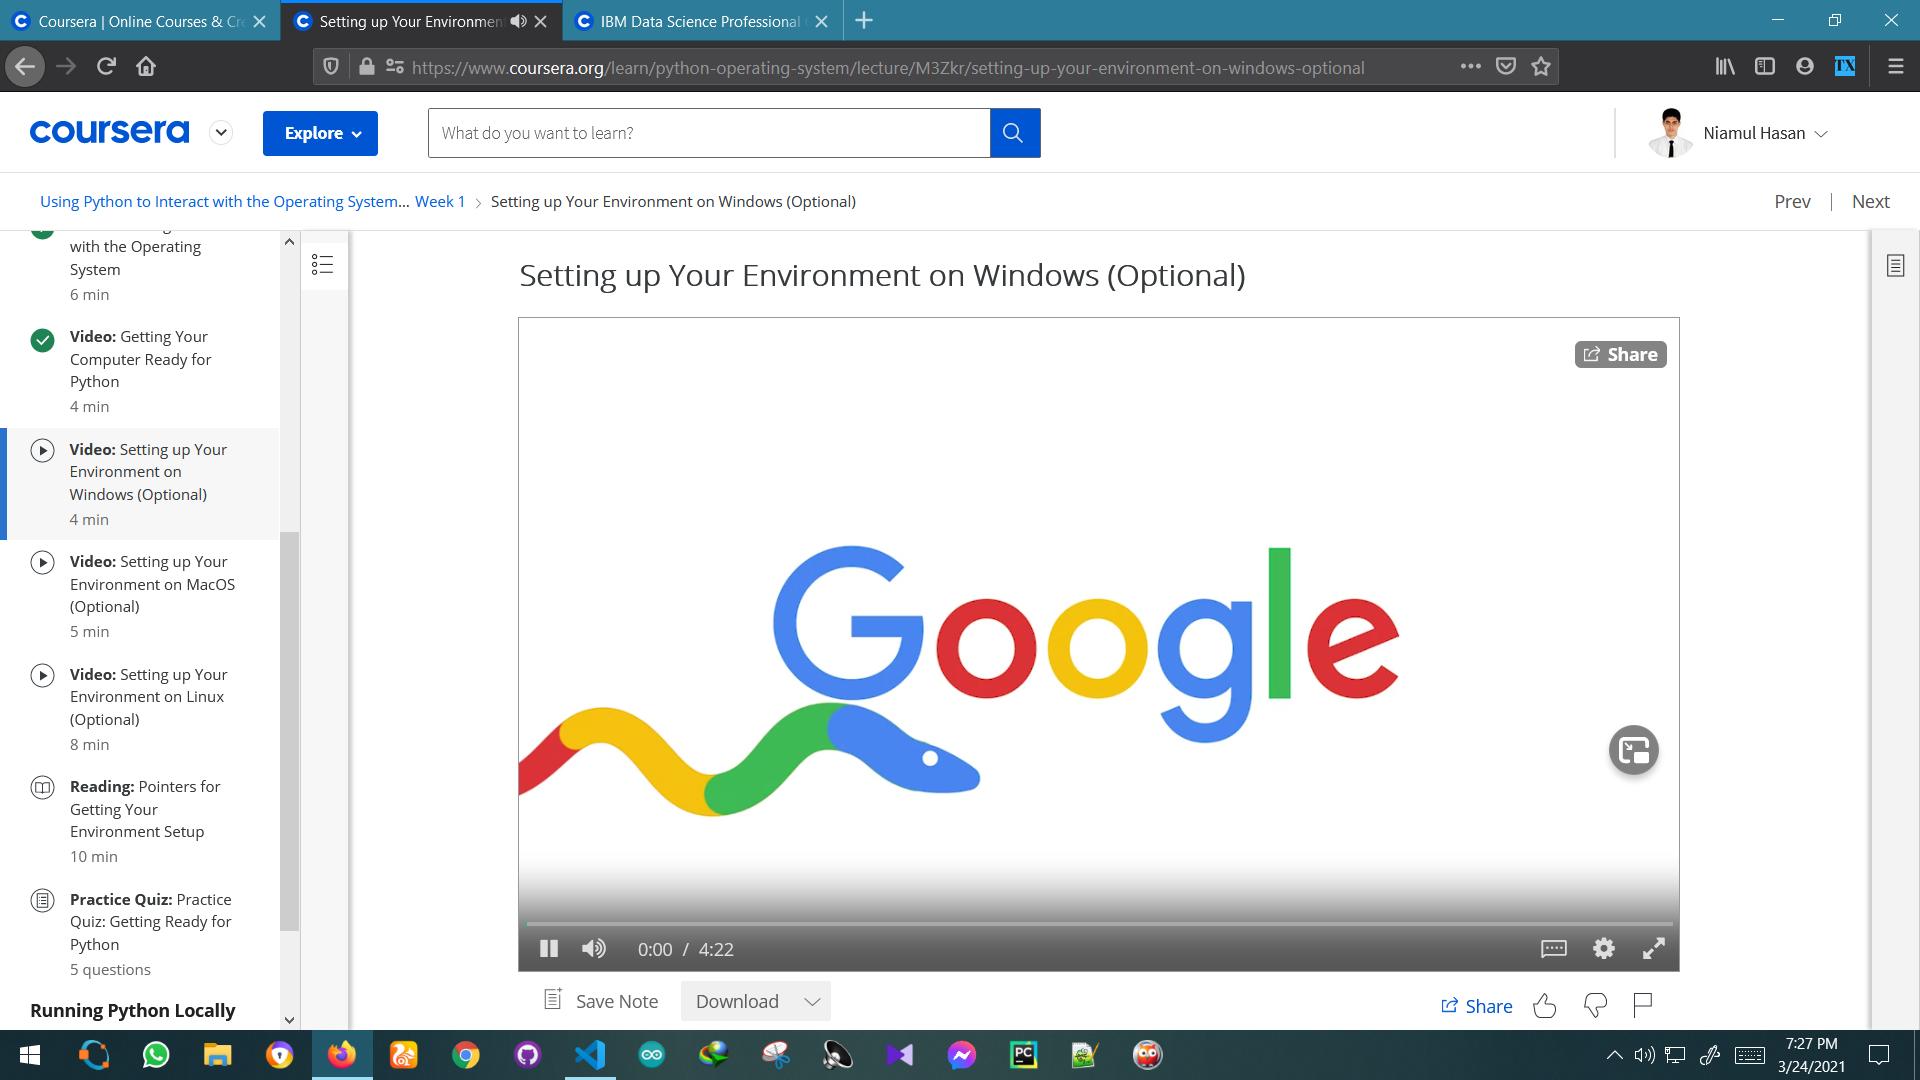 Coursera | Online Courses & Cre
Setting up Your Environmen
IBM Data Science Professional
https://www.coursera.org/learn/python-operating-system/lecture/M3Zkr/setting-up-your-environment-on-windows-optional
TX
coursera
Explore
What do you want to learn?
Niamul Hasan
Using Python to Interact with the Operating System... Week 1 > Setting up Your Environment on Windows (Optional)
Prev | Next
with the Operating
System
6 min
Video: Getting Your
Computer Ready for
Python
4 min
Video: Setting up Your
Environment on
Windows (Optional)
4 min
Video: Setting up Your
Environment on MacOS
(Optional)
5 min
Video: Setting up Your
Environment on Linux
(Optional)
8 min
Reading: Pointers for
Getting Your
Environment Setup
10 min
Practice Quiz: Practice
Quiz: Getting Ready for
Python
5 questions
Running Python Locally
Setting up Your Environment on Windows (Optional)
Share
Google
0:00 / 4:22
Save Note
Download
Share
PC
7:27 PM
3/24/2021